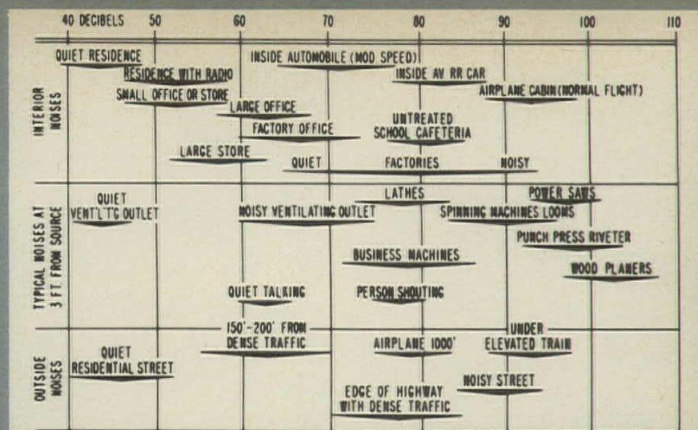 40 DECIBELS 50 60 70 80 90 100 110
INTERIOR
NOISES
QUIET RESIDENCE
INSIDE AUTOMOBILE (MOD SPEED)
RESIDENCE WITH RADIO
INSIDE AV RR CAR
SMALL OFFICE OR STORE
AIRPLANE CABIN (NORMAL FLIGHT)
LARGE OFFICE
FACTORY OFFICE
UNTREATED
SCHOOL CAFETERIA
LARGE STORE
QUIET FACTORIES NOISY
TYPICAL NOISES AT
3 FT. FROM SOURCE
QUIET
VENT'L'T'G OUTLET
LATHES
POWER SAWS
NOISY VENTILATING OUTLET
SPINNING MACHINES LOOMS
PUNCH PRESS RIVETER
BUSINESS MACHINES
WOOD PLANERS
QUIET TALKING
PERSON SHOUTING
OUTSIDE
NOISES
150'-200' FROM
DENSE TRAFFIC
AIRPLANE 1000'
UNDER
ELEVATED TRAIN
QUIET
RESIDENTIAL STREET
NOISY STREET
EDGE OF HIGHWAY
WITH DENSE TRAFFIC